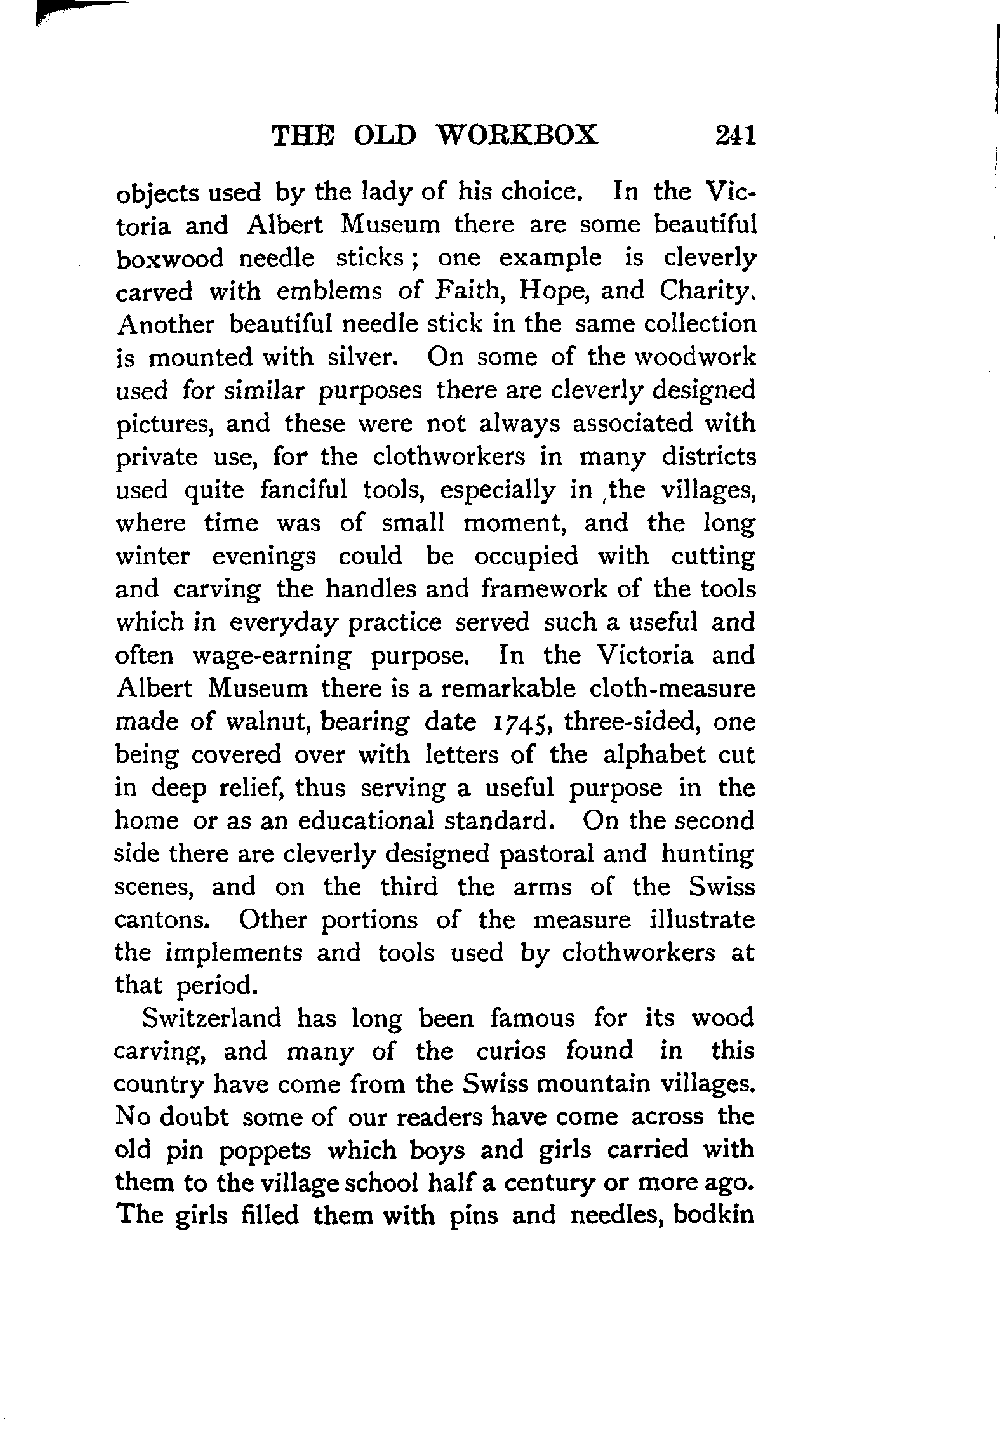 THE OLD WORKBOX 241
objects used by the lady of his choice. In the Vic-
toria and Albert Museum there are some beautiful
boxwood needle sticks ; one example is cleverly
carved with emblems of Faith, Hope, and Charity.
Another beautiful needle stick in the same collection
is mounted with silver. On some of the woodwork
used for similar purposes there are cleverly designed
pictures, and these were not always associated with
private use, for the clothworkers in many districts
used quite fanciful tools, especially in the villages,
where time was of small moment, and the long
winter evenings could be occupied with cutting
and carving the handles and framework of the tools
which in everyday practice served such a useful and
often wage-earning purpose. In the Victoria and
Albert Museum there is a remarkable cloth-measure
made of walnut, bearing date 1745, three-sided, one
being covered over with letters of the alphabet cut
in deep relief, thus serving a useful purpose in the
home or as an educational standard. On the second
side there are cleverly designed pastoral and hunting
scenes, and on the third the arms of the Swiss
cantons. Other portions of the measure illustrate
the implements and tools used by clothworkers at
that period.
Switzerland has long been famous for its wood
carving, and many of the curios found in this
country have come from the Swiss mountain villages.
No doubt some of our readers have come across the
old pin poppets which boys and girls carried with
them to the village school half a century or more ago.
The girls filled them with pins and needles, bodkin